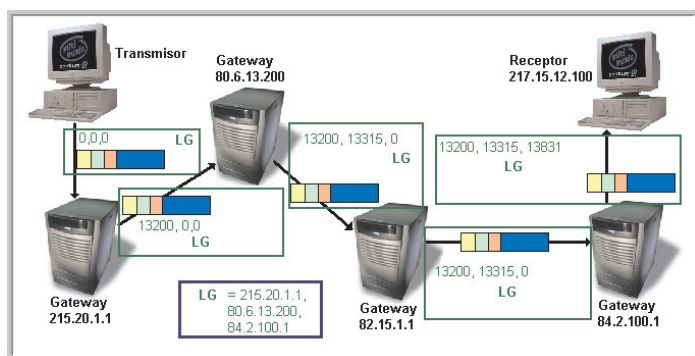 Transmisor
Gateway
80.6.13.200
Receptor
217.15.12.100
0,0,0 LG
13200, 13315, 0
LG
13200, 13315, 13831
LG
13200, 0,0
LG
Gateway
215.20.1.1
LG = 215.20.1.1,
80.6.13.200,
84.2.100.1
Gateway
82.15.1.1
13200, 13315, 0
LG
Gateway
84.2.100.1